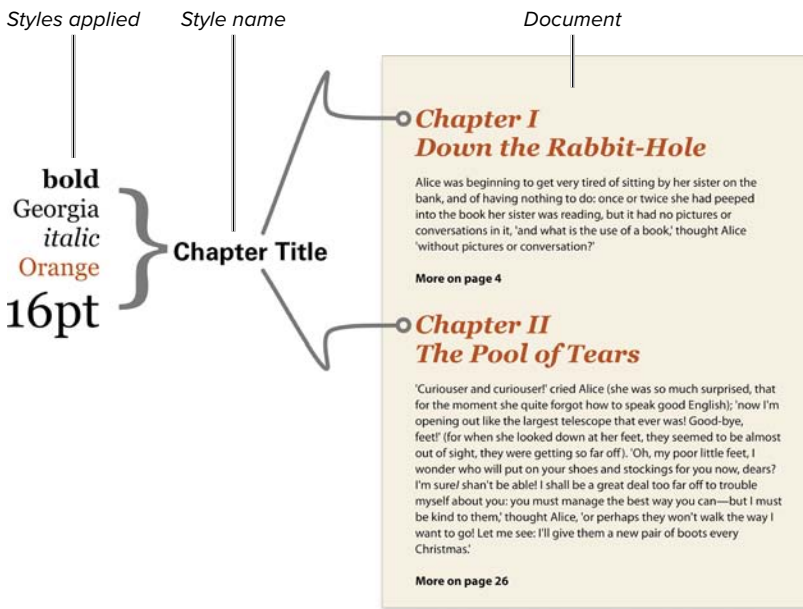 Styles applied
Style name
Document
bold
Georgia
italic
Orange
16pt
Chapter Title
Chapter I
Down the Rabbit-Hole
Alice was beginning to get very tired of sitting by her sister on the
bank, and of having nothing to do: once or twice she had peeped
into the book her sister was reading, but it had no pictures or
conversations in it, 'and what is the use of a book,' thought Alice
'without pictures or conversation?'
More on page 4
Chapter II
The Pool of Tears
'Curiouser and curiouser!' cried Alice (she was so much surprised, that
for the moment she quite forgot how to speak good English); 'now I'm
opening out like the largest telescope that ever was! Good-bye,
feet!' (for when she looked down at her feet, they seemed to be almost
out of sight, they were getting so far off). 'Oh, my poor little feet, I
wonder who will put on your shoes and stockings for you now, dears?
I'm sureI shan't be able! I shall be a great deal too far off to trouble
myself about you: you must manage the best way you can—but I must
be kind to them,' thought Alice, 'or perhaps they won't walk the way I
want to go! Let me see: I'll give them a new pair of boots every
Christmas.'
More on page 26